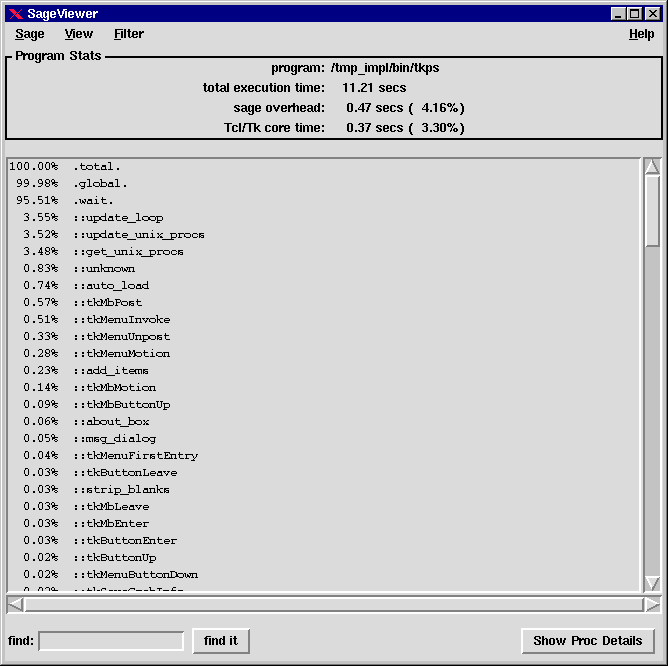 SageViewer
Sage View Filter Help
Program Stats
program: /tmp_impl/bin/tkps
total execution time: 11.21 secs
sage overhead: 0.47 secs ( 4.16%)
Tcl/Tk core time: 0.37 secs ( 3.30%)
100.00% .total.
99.98% .global.
95.51% .wait.
3.55% ::update_loop
3.52% ::update_unix_procs
3.48% ::get_unix_procs
0.83% ::unknown
0.74% ::auto_load
0.57% ::tkMbPost
0.51% ::tkMenuInvoke
0.33% ::tkMenuUnpost
0.28% ::tkMenuMotion
0.23% ::add_items
0.14% ::tkMbMotion
0.09% ::tkMbButtonUp
0.06% ::about_box
0.05% ::msg_dialog
0.04% ::tkMenuFirstEntry
0.03% ::tkButtonLeave
0.03% ::strip_blanks
0.03% ::tkMbLeave
0.03% ::tkMbEnter
0.03% ::tkButtonEnter
0.02% ::tkButtonUp
0.02% ::tkMenuButtonDown
find: find it Show Proc Details